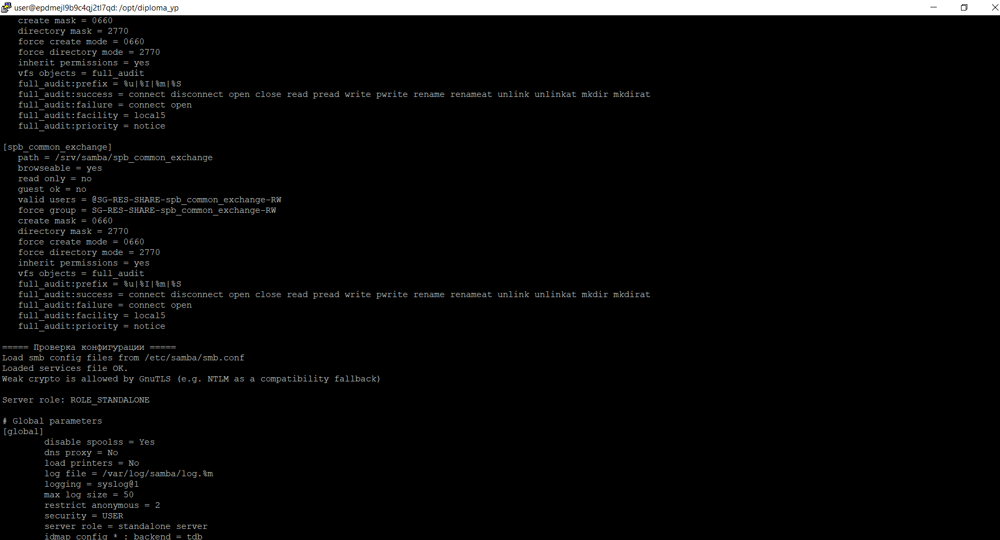 user@epdmejl9b9c4qj2tl7qd: /opt/diploma_yp
create mask = 0660
directory mask = 2770
force create mode = 0660
force directory mode = 2770
inherit permissions = yes
vfs objects = full_audit
full_audit:prefix = %u|%I|%m|%S
full_audit:success = connect disconnect open close read pread write pwrite rename renameat unlink unlinkat mkdir mkdirat
full_audit:failure = connect open
full_audit:facility = local5
full_audit:priority = notice
[spb_common_exchange]
path = /srv/samba/spb_common_exchange
browseable = yes
read only = no
guest ok = no
valid users = @SG-RES-SHARE-spb_common_exchange-RW
force group = SG-RES-SHARE-spb_common_exchange-RW
create mask = 0660
directory mask = 2770
force create mode = 0660
force directory mode = 2770
inherit permissions = yes
vfs objects = full_audit
full_audit:prefix = %u|%I|%m|%S
full_audit:success = connect disconnect open close read pread write pwrite rename renameat unlink unlinkat mkdir mkdirat
full_audit:failure = connect open
full_audit:facility = local5
full_audit:priority = notice
===== Проверка конфигурации =====
Load smb config files from /etc/samba/smb.conf
Loaded services file OK.
Weak crypto is allowed by GnuTLS (e.g. NTLM as a compatibility fallback)
Server role: ROLE_STANDALONE
# Global parameters
[global]
disable spoolss = Yes
dns proxy = No
load printers = No
log file = /var/log/samba/log.%m
logging = syslog@1
max log size = 50
restrict anonymous = 2
security = USER
server role = standalone server
idmap config * : backend = tdb